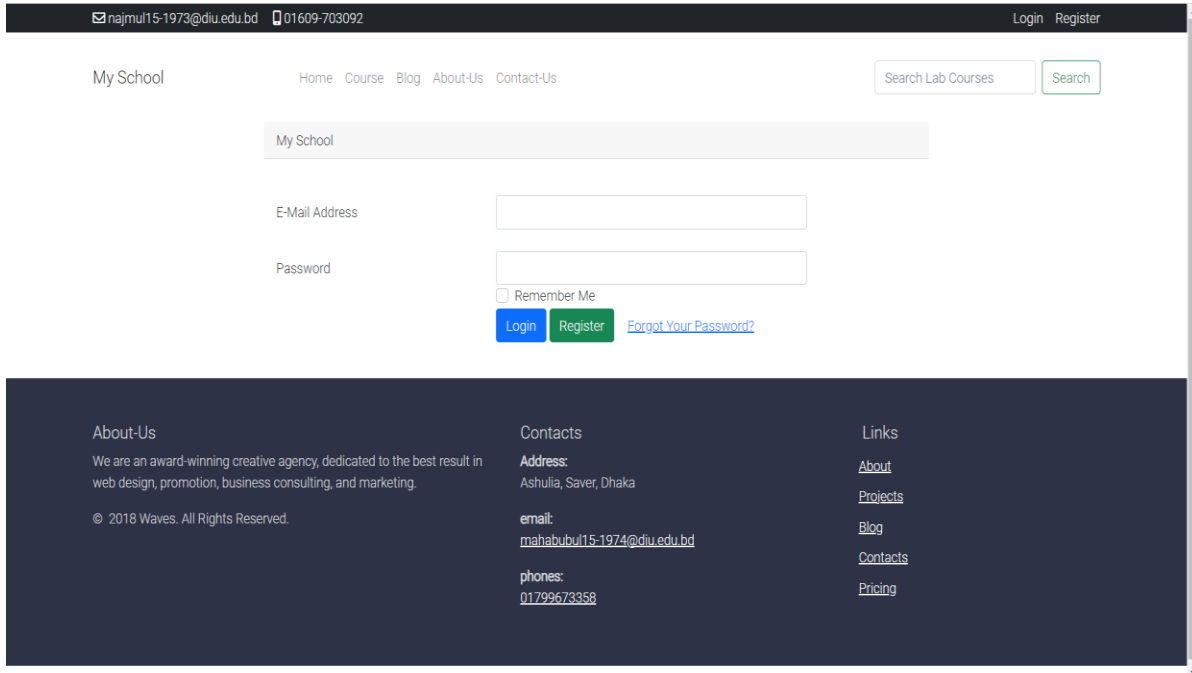 najmul15-1973@diu.edu.bd 01609-703092 Login Register
My School Home Course Blog About-Us Contact-Us Search Lab Courses Search
My School
E-Mail Address
Password
Remember Me
Login Register Forgot Your Password?
About-Us
We are an award-winning creative agency, dedicated to the best result in
web design, promotion, business consulting, and marketing.
© 2018 Waves. All Rights Reserved.
Contacts
Address:
Ashulia, Saver, Dhaka
email:
mahabubul15-1974@diu.edu.bd
phones:
01799673358
Links
About
Projects
Blog
Contacts
Pricing